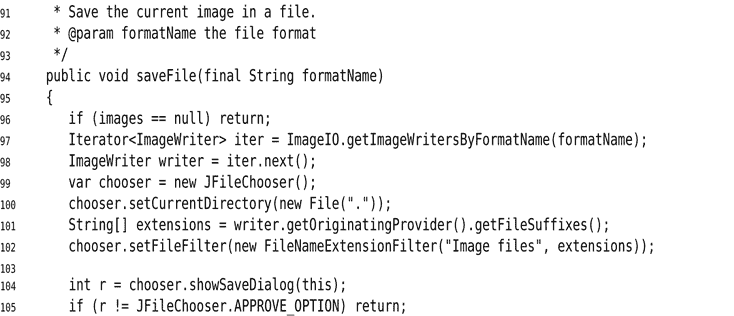 91 * Save the current image in a file.
92 * @param formatName the file format
93 */
94 public void saveFile(final String formatName)
95 {
96 if (images == null) return;
97 Iterator<ImageWriter> iter = ImageIO.getImageWritersByFormatName(formatName);
98 ImageWriter writer = iter.next();
99 var chooser = new JFileChooser();
100 chooser.setCurrentDirectory(new File("."));
101 String[] extensions = writer.getOriginatingProvider().getFileSuffixes();
102 chooser.setFileFilter(new FileNameExtensionFilter("Image files", extensions));
103
104 int r = chooser.showSaveDialog(this);
105 if (r != JFileChooser.APPROVE_OPTION) return;